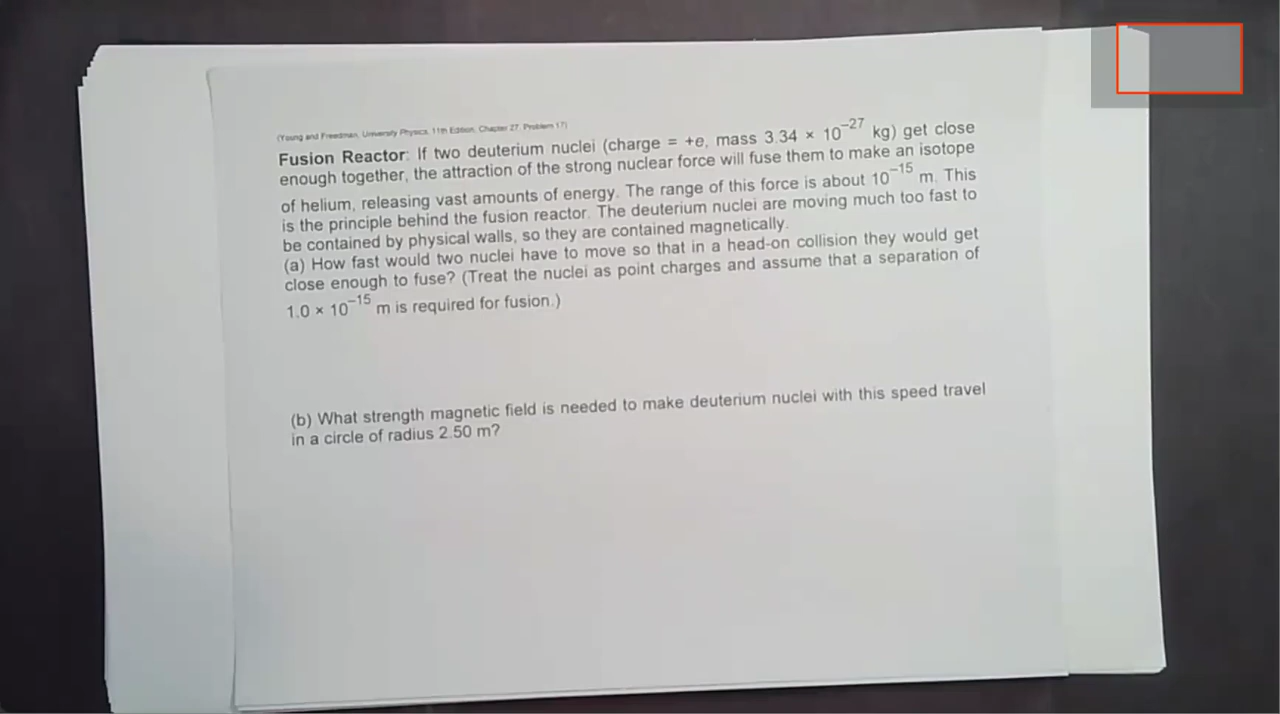 (Young and Freedman, University Physics, 11th Edition, Chapter 27, Problem 17)
Fusion Reactor: If two deuterium nuclei (charge = +e, mass 3.34 × 10⁻²⁷ kg) get close
enough together, the attraction of the strong nuclear force will fuse them to make an isotope
of helium, releasing vast amounts of energy. The range of this force is about 10⁻¹⁵ m. This
is the principle behind the fusion reactor. The deuterium nuclei are moving much too fast to
be contained by physical walls, so they are contained magnetically.
(a) How fast would two nuclei have to move so that in a head-on collision they would get
close enough to fuse? (Treat the nuclei as point charges and assume that a separation of
1.0 × 10⁻¹⁵ m is required for fusion.)
(b) What strength magnetic field is needed to make deuterium nuclei with this speed travel
in a circle of radius 2.50 m?